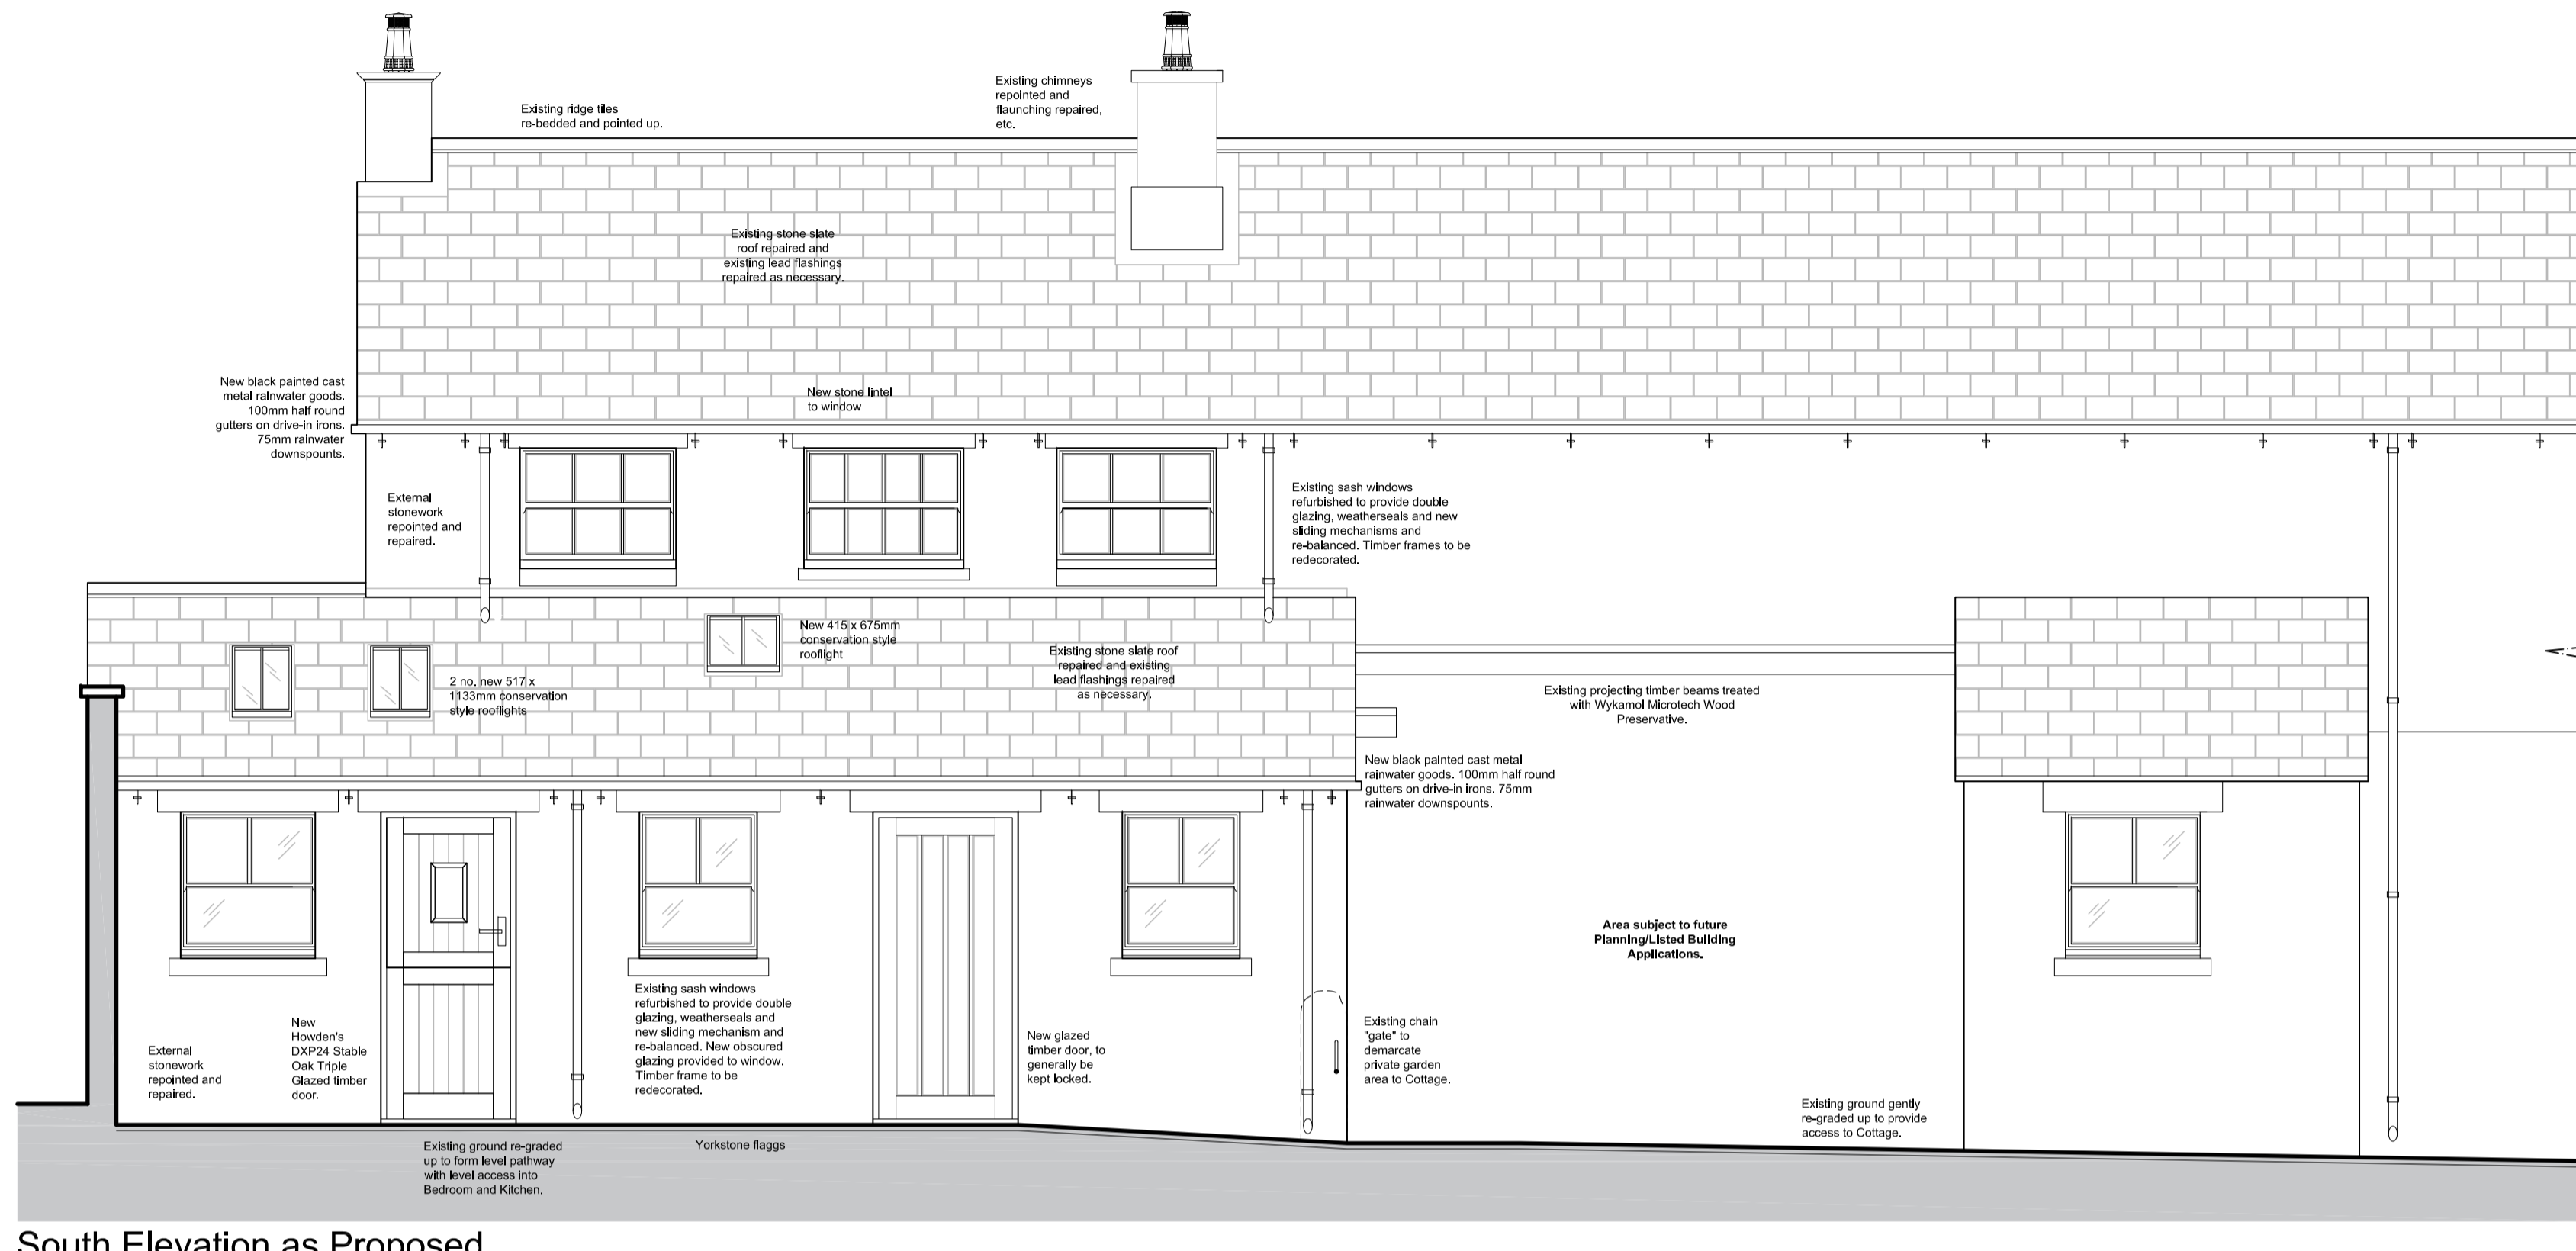 Existing ridge tiles
re-bedded and pointed up.
Existing chimneys
repointed and
flaunching repaired,
etc.
Existing stone slate
roof repaired and
existing lead flashings
repaired as necessary.
New black painted cast
metal rainwater goods.
100mm half round
gutters on drive-in irons.
75mm rainwater
downspounts.
New stone lintel
to window
External
stonework
repointed and
repaired.
Existing sash windows
refurbished to provide double
glazing, weatherseals and new
sliding mechanisms and
re-balanced. Timber frames to be
redecorated.
New 415 x 675mm
conservation style
rooflight
2 no. new 517 x
1133mm conservation
style rooflights
Existing stone slate roof
repaired and existing
lead flashings repaired
as necessary.
Existing projecting timber beams treated
with Wykamol Microtech Wood
Preservative.
New black painted cast metal
rainwater goods. 100mm half round
gutters on drive-in irons. 75mm
rainwater downspounts.
Area subject to future
Planning/Listed Building
Applications.
External
stonework
repointed and
repaired.
New
Howden's
DXP24 Stable
Oak Triple
Glazed timber
door.
Existing sash windows
refurbished to provide double
glazing, weatherseals and
new sliding mechanism and
re-balanced. New obscured
glazing provided to window.
Timber frame to be
redecorated.
New glazed
timber door, to
generally be
kept locked.
Existing chain
"gate" to
demarcate
private garden
area to Cottage.
Existing ground gently
re-graded up to provide
access to Cottage.
Existing ground re-graded
up to form level pathway
with level access into
Bedroom and Kitchen.
Yorkstone flaggs
South Elevation as Proposed